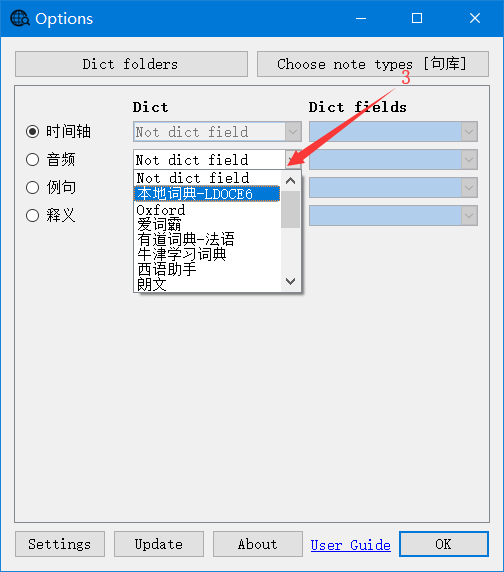 Options
Dict folders
Choose note types [句库]
3
Dict
Dict fields
时间轴
Not dict field
音频
Not dict field
Not dict field
例句
本地词典-LDOCE6
Oxford
释义
爱词霸
有道词典-法语
牛津学习词典
西语助手
朗文
Settings
Update
About
User Guide
OK